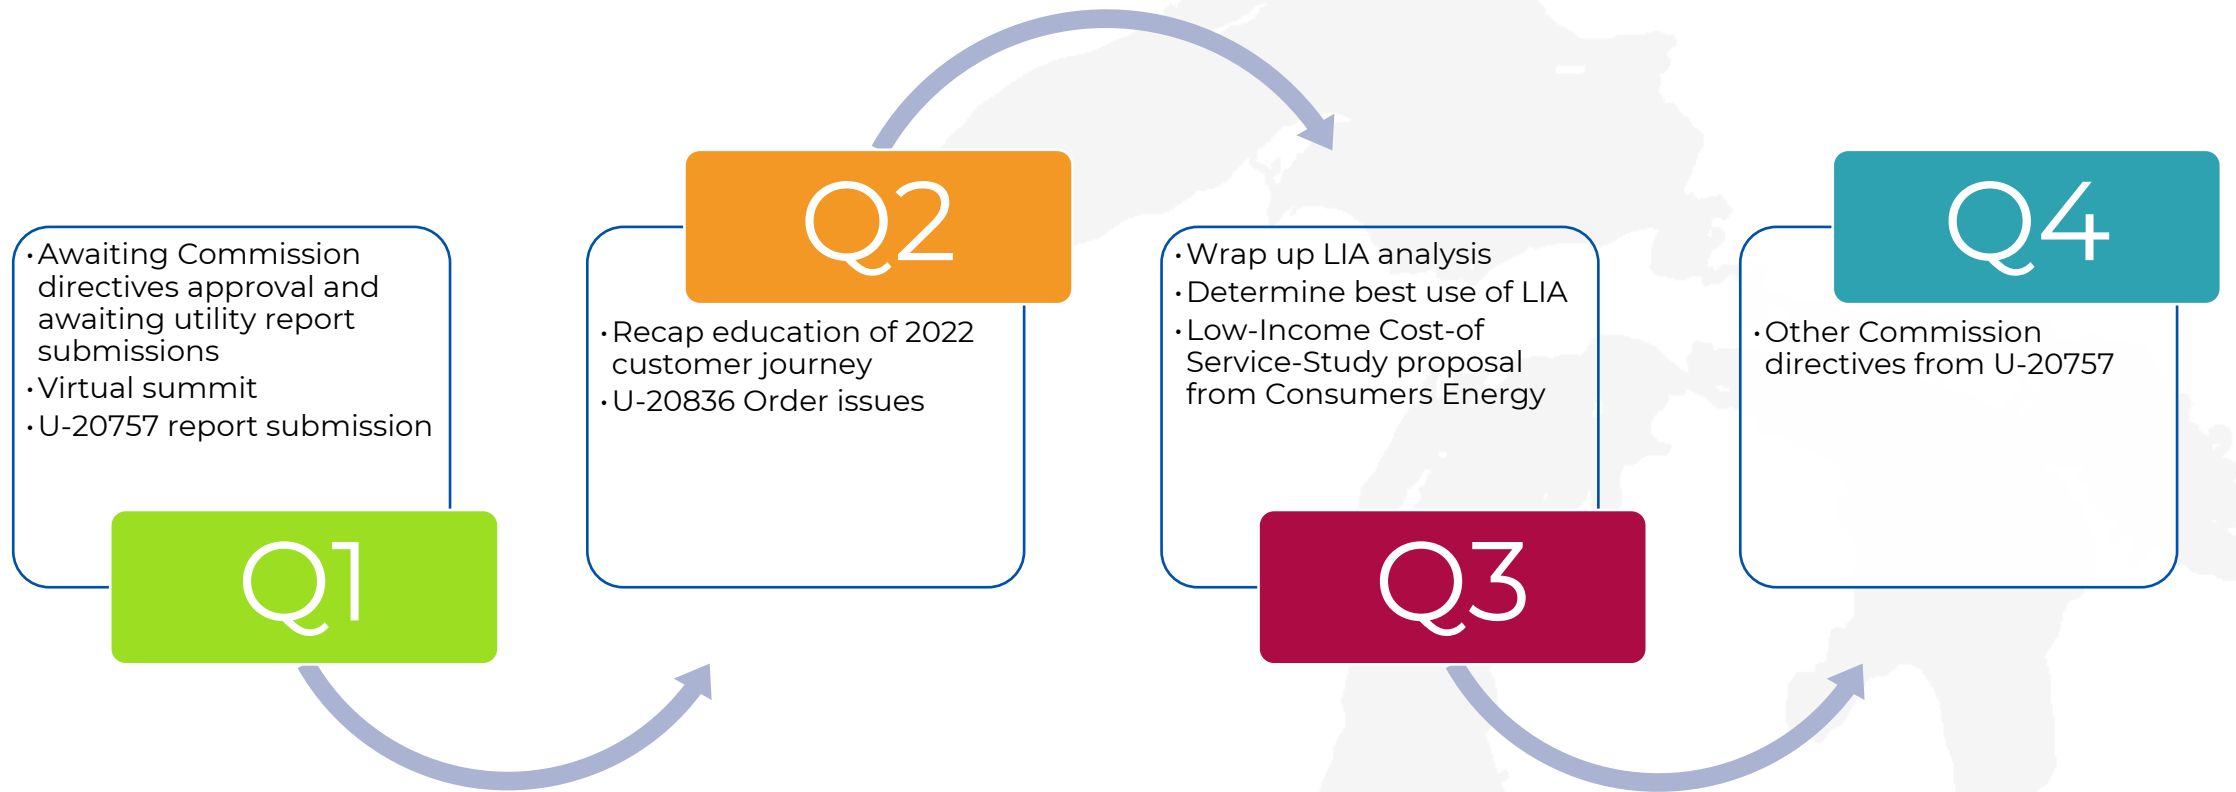 •Awaiting Commission
directives approval and
awaiting utility report
submissions
•Virtual summit
•U-20757 report submission
Q1
Q2
•Recap education of 2022
customer journey
•U-20836 Order issues
•Wrap up LIA analysis
•Determine best use of LIA
•Low-Income Cost-of
Service-Study proposal
from Consumers Energy
Q3
Q4
•Other Commission
directives from U-20757